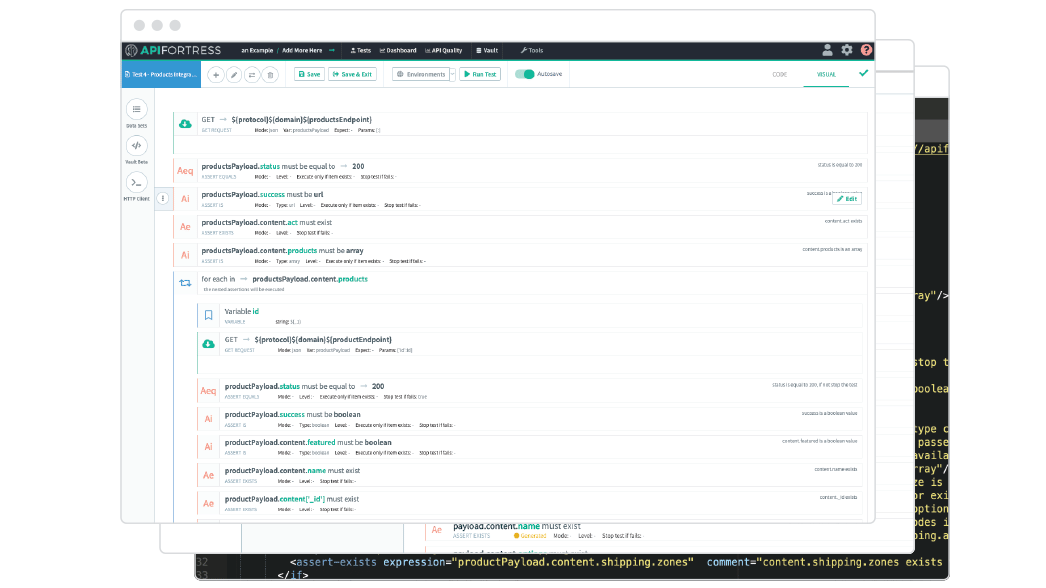 APIFORTRESS an Example / Add More Here → Tests Dashboard API Quality Vault Tools
Test 4 - Products Integra... Save Save & Exit Environments Run Test Autosave CODE VISUAL
Data Sets
Vault Beta
HTTP Client
GET → ${protocol}${domain}${productsEndpoint}
GET REQUEST Mode: json Var: productsPayload Expect: - Params: []
Aeq productsPayload.status must be equal to → 200 status is equal to 200
ASSERT EQUALS Mode: - Level: - Execute only if item exists: - Stop test if fails: -
Ai productsPayload.success must be url
ASSERT IS Mode: - Type: url Level: - Execute only if item exists: - Stop test if fails: -
Edit
Ae productsPayload.content.act must exist content.act exists
ASSERT EXISTS Mode: - Level: - Stop test if fails: -
Ai productsPayload.content.products must be array content.products is an array
ASSERT IS Mode: - Type: array Level: - Execute only if item exists: - Stop test if fails: -
for each in → productsPayload.content.products
the nested assertions will be executed
Variable id
VARIABLE
GET → ${protocol}${domain}${productEndpoint}
GET REQUEST Mode: json Var: productPayload Expect: - Params: ['id': id]
Aeq productPayload.status must be equal to → 200 status is equal to 200, if not stop the test
ASSERT EQUALS Mode: - Level: - Execute only if item exists: - Stop test if fails: true
Ai productPayload.success must be boolean success is a boolean value
ASSERT IS Mode: - Type: boolean Level: - Execute only if item exists: - Stop test if fails: -
Ai productPayload.content.featured must be boolean content.featured is a boolean value
ASSERT IS Mode: - Type: boolean Level: - Execute only if item exists: - Stop test if fails: -
Ae productPayload.content.name must exist content.name exists
ASSERT EXISTS Mode: - Level: - Stop test if fails: -
Ae productPayload.content['_id'] must exist content._id exists
ASSERT EXISTS Mode: - Level: - Stop test if fails: -
Ae payload.content.name must exist
ASSERT EXISTS Generated Mode: - Level: - Stop test if fails: -
//apif
ray"/>
stop t
boolea
type c
passe
availa
rray"/
ze is
or exi
option
odes i
ping.a
32 <assert-exists expression="productPayload.content.shipping.zones" comment="content.shipping.zones exists
33 </if>